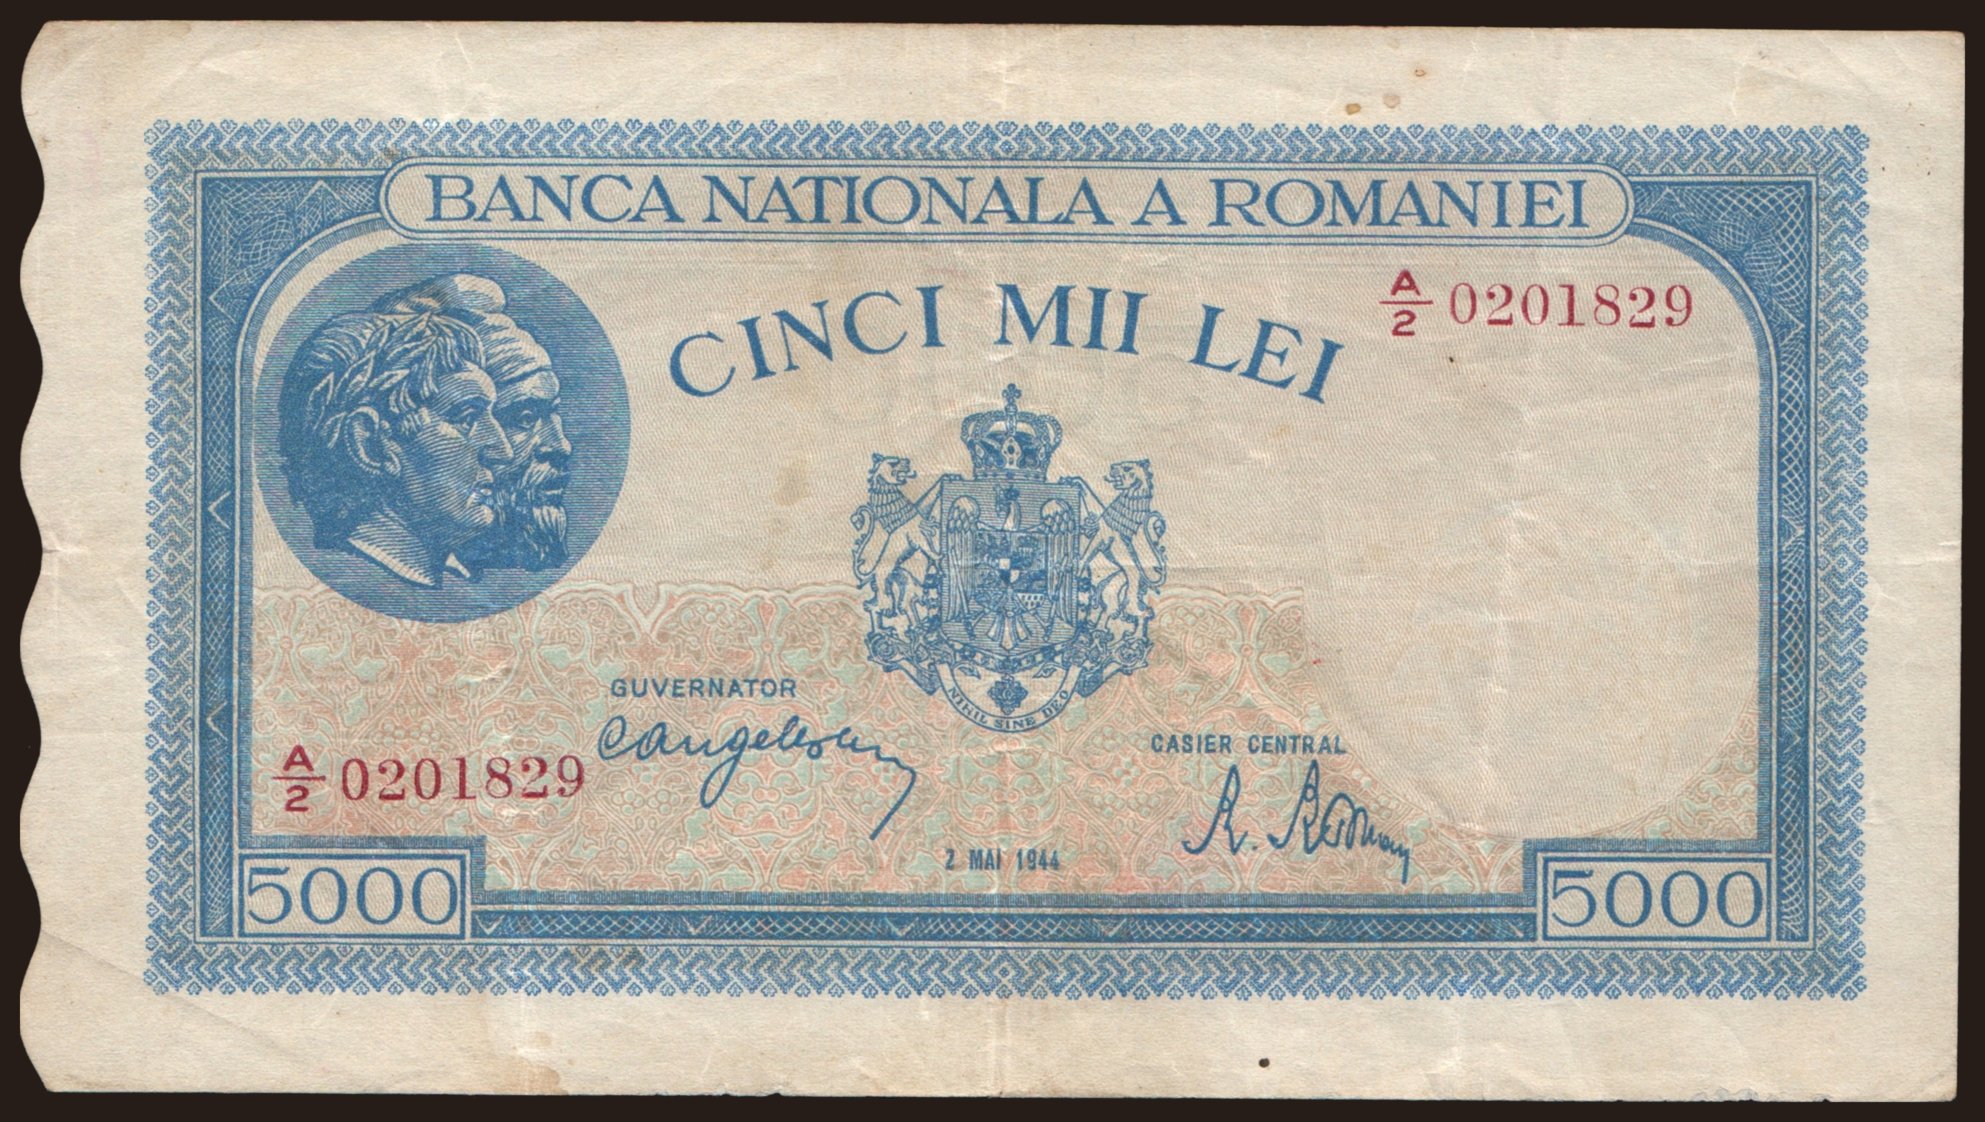 BANCA NATIONALA A ROMANIEI
CINCI MII LEI
A/2 0201829
NIHIL SINE DEO
GUVERNATOR
CASIER CENTRAL
A/2 0201829
2 MAI 1944
5000
5000